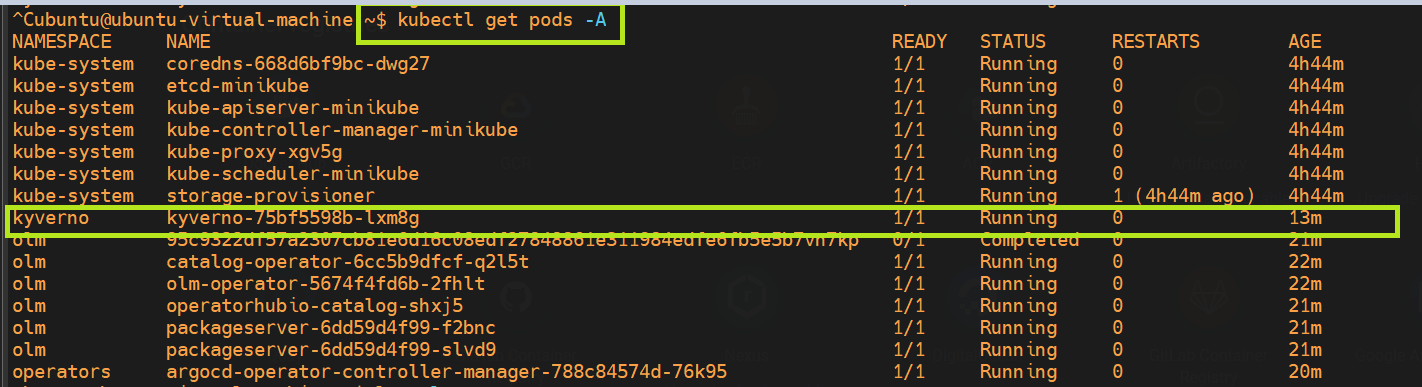 ^Cubuntu@ubuntu-virtual-machine:~$ kubectl get pods -A
NAMESPACE NAME READY STATUS RESTARTS AGE
kube-system coredns-668d6bf9bc-dwg27 1/1 Running 0 4h44m
kube-system etcd-minikube 1/1 Running 0 4h44m
kube-system kube-apiserver-minikube 1/1 Running 0 4h44m
kube-system kube-controller-manager-minikube 1/1 Running 0 4h44m
kube-system kube-proxy-xgv5g 1/1 Running 0 4h44m
kube-system kube-scheduler-minikube 1/1 Running 0 4h44m
kube-system storage-provisioner 1/1 Running 1 (4h44m ago) 4h44m
kyverno kyverno-75bf5598b-lxm8g 1/1 Running 0 13m
olm 95c9322df57a2307cb81e6d16c08edf27848861e311984edfe6fb5e5b7vn7kp 0/1 Completed 0 21m
olm catalog-operator-6cc5b9dfcf-q2l5t 1/1 Running 0 22m
olm olm-operator-5674f4fd6b-2fhlt 1/1 Running 0 22m
olm operatorhubio-catalog-shxj5 1/1 Running 0 21m
olm packageserver-6dd59d4f99-f2bnc 1/1 Running 0 21m
olm packageserver-6dd59d4f99-slvd9 1/1 Running 0 21m
operators argocd-operator-controller-manager-788c84574d-76k95 1/1 Running 0 20m